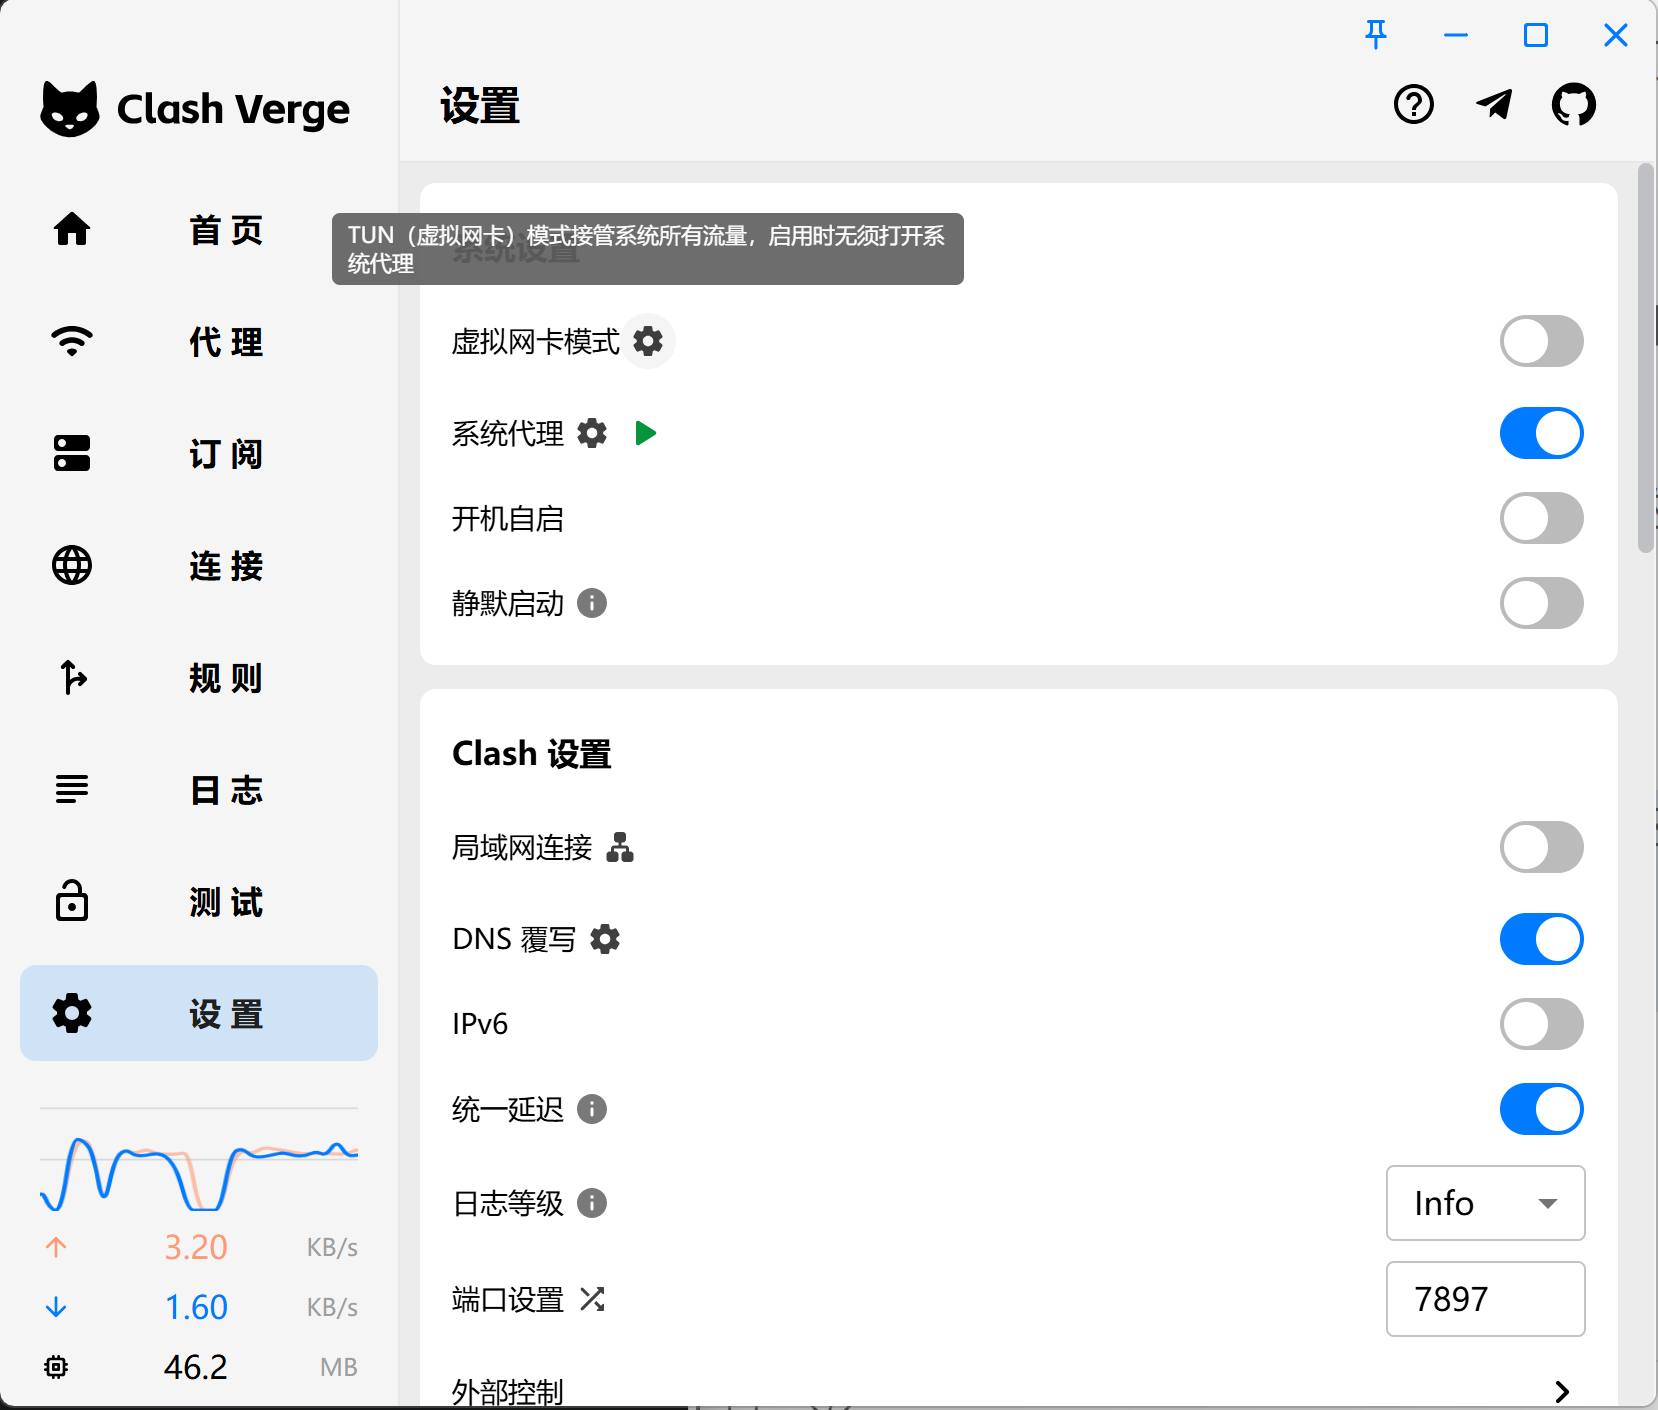 Clash Verge
首 页
代 理
订 阅
连 接
规 则
日 志
测 试
设 置
3.20 KB/s
1.60 KB/s
46.2 MB
设置
TUN（虚拟网卡）模式接管系统所有流量，启用时无须打开系
统代理
系统设置
虚拟网卡模式
系统代理
开机自启
静默启动
Clash 设置
局域网连接
DNS 覆写
IPv6
统一延迟
日志等级 Info
端口设置 7897
外部控制